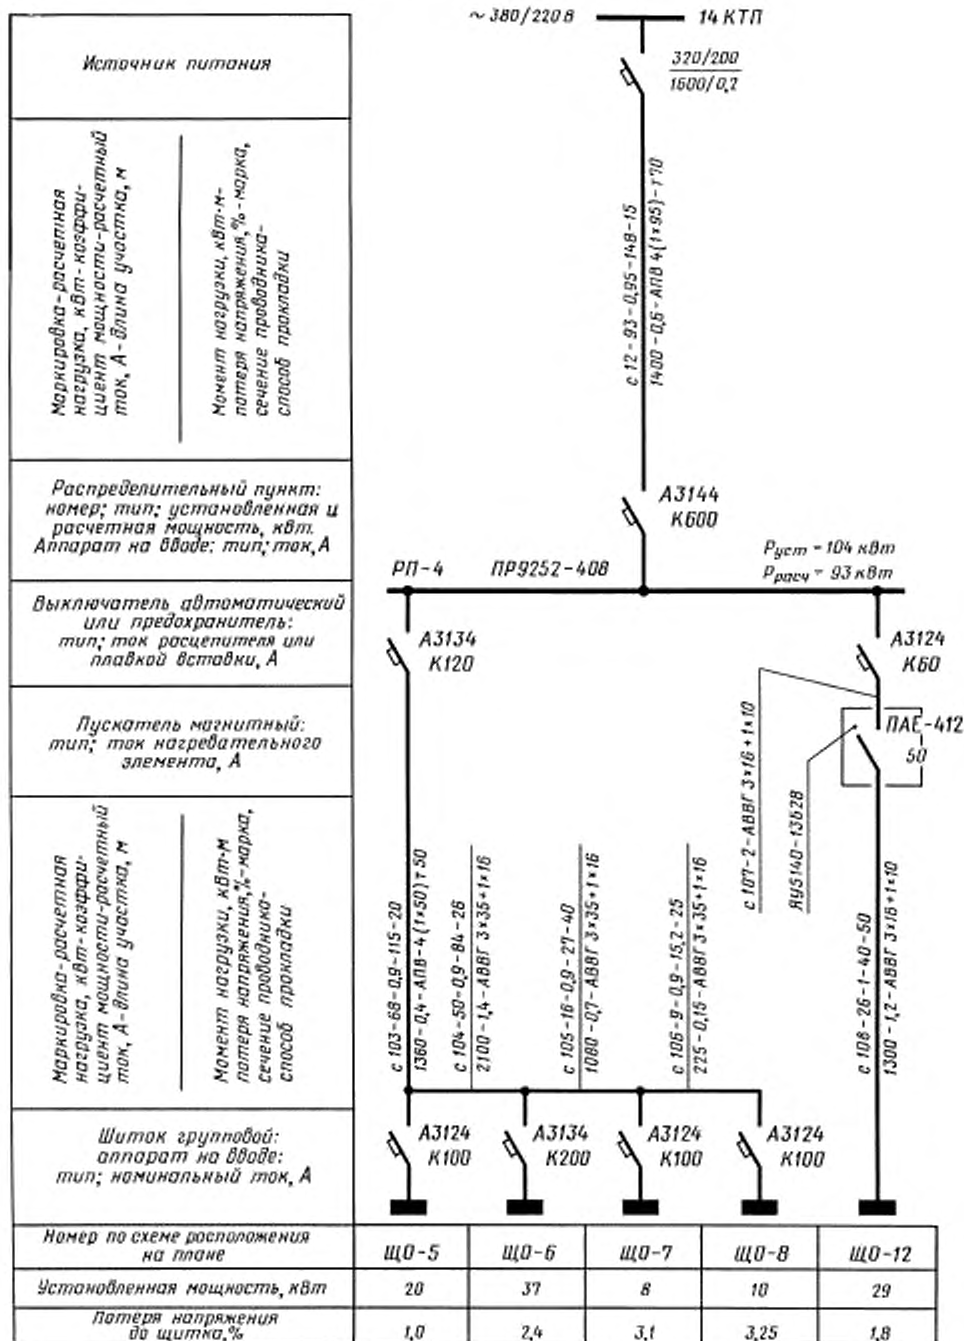 ~ 380/220 В
14 КТП
Источник питания
320/200
1600/0,2
Маркировка-расчетная
нагрузка, кВт-коэффи-
циент мощности-расчетный
ток, А-длина участка, м
Момент нагрузки, кВт·м-
потеря напряжения,%-марка,
сечение проводника-
способ прокладки
с 12-93-0,95-148-15
1400-0,6-АПВ 4(1×95)-т70
Распределительный пункт:
номер; тип; установленная и
расчетная мощность, кВт.
Аппарат на вводе: тип; ток, А
А3144
К600
РП-4
ПР9252-408
Руст = 104 кВт
Ррасч = 93 кВт
Выключатель автоматический
или предохранитель:
тип; ток расцепителя или
плавкой вставки, А
А3134
К120
А3124
К60
Пускатель магнитный:
тип; ток нагревательного
элемента, А
ПАЕ-412
50
с 107-2-АВВГ 3×16+1×10
ЯУ5140-13Б2В
Маркировка-расчетная
нагрузка, кВт-коэффи-
циент мощности-расчетный
ток, А-длина участка, м
Момент нагрузки, кВт·м
потеря напряжения,%-марка,
сечение проводника-
способ прокладки
с 103-68-0,9-115-20
1360-0,4-АПВ-4(1×50)т50
с 104-50-0,9-84-26
2100-1,4-АВВГ 3×35+1×16
с 105-16-0,9-27-40
1080-0,7-АВВГ 3×35+1×16
с 106-9-0,9-15,2-25
225-0,15-АВВГ 3×35+1×16
с 108-26-1-40-50
1300-1,2-АВВГ 3×16+1×10
Щиток групповой:
аппарат на вводе:
тип; номинальный ток, А
А3124
К100
А3134
К200
А3124
К100
А3124
К100
Номер по схеме расположения
на плане
ЩО-5 ЩО-6 ЩО-7 ЩО-8 ЩО-12
Установленная мощность, кВт 20 37 8 10 29
Потеря напряжения
до щитка,%
1,0 2,4 3,1 3,25 1,8